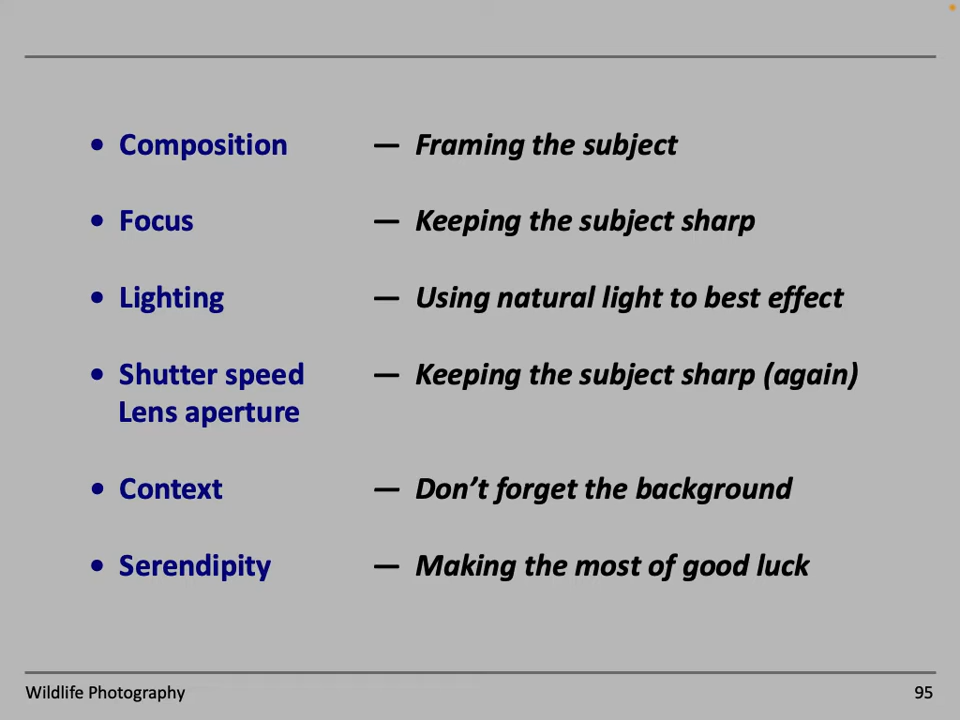 • Composition — Framing the subject
• Focus — Keeping the subject sharp
• Lighting — Using natural light to best effect
• Shutter speed — Keeping the subject sharp (again)
Lens aperture
• Context — Don’t forget the background
• Serendipity — Making the most of good luck
Wildlife Photography 95